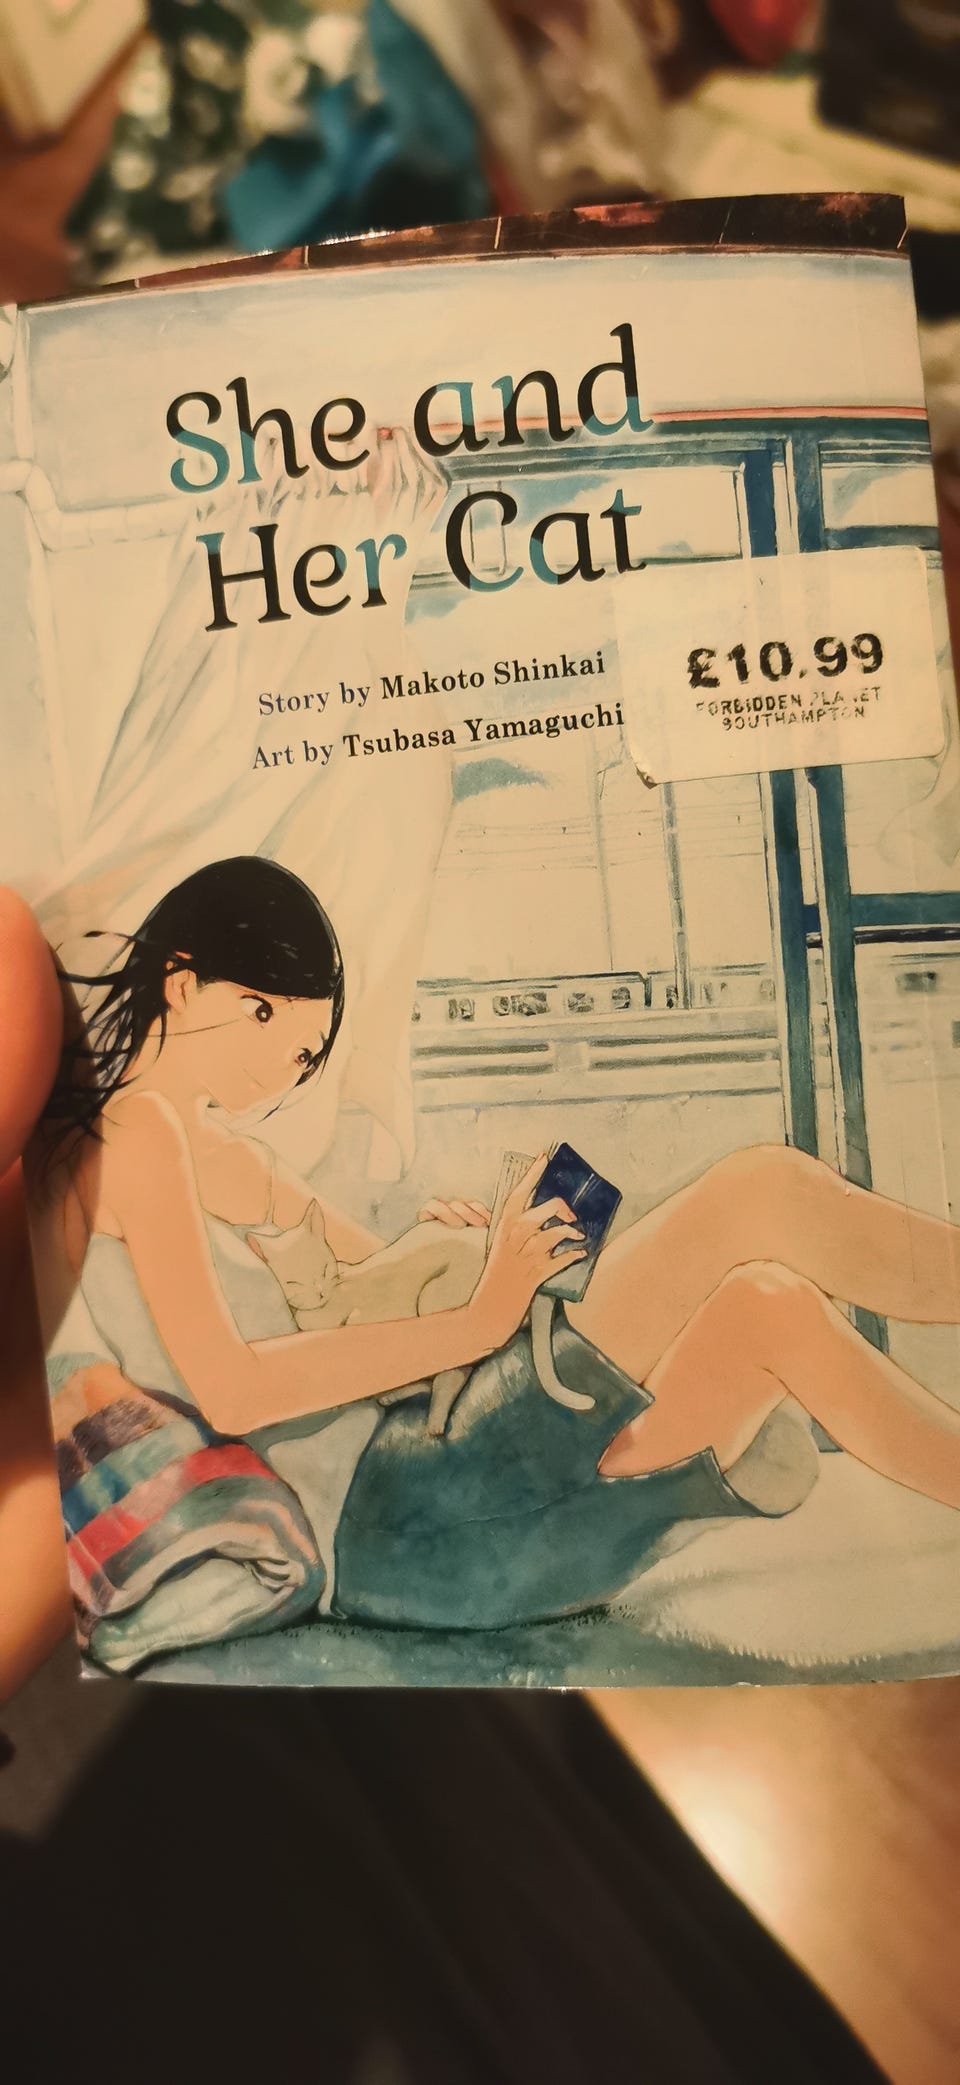 She and
Her Cat
Story by Makoto Shinkai
Art by Tsubasa Yamaguchi
£10.99
FORBIDDEN PLANET
SOUTHAMPTON